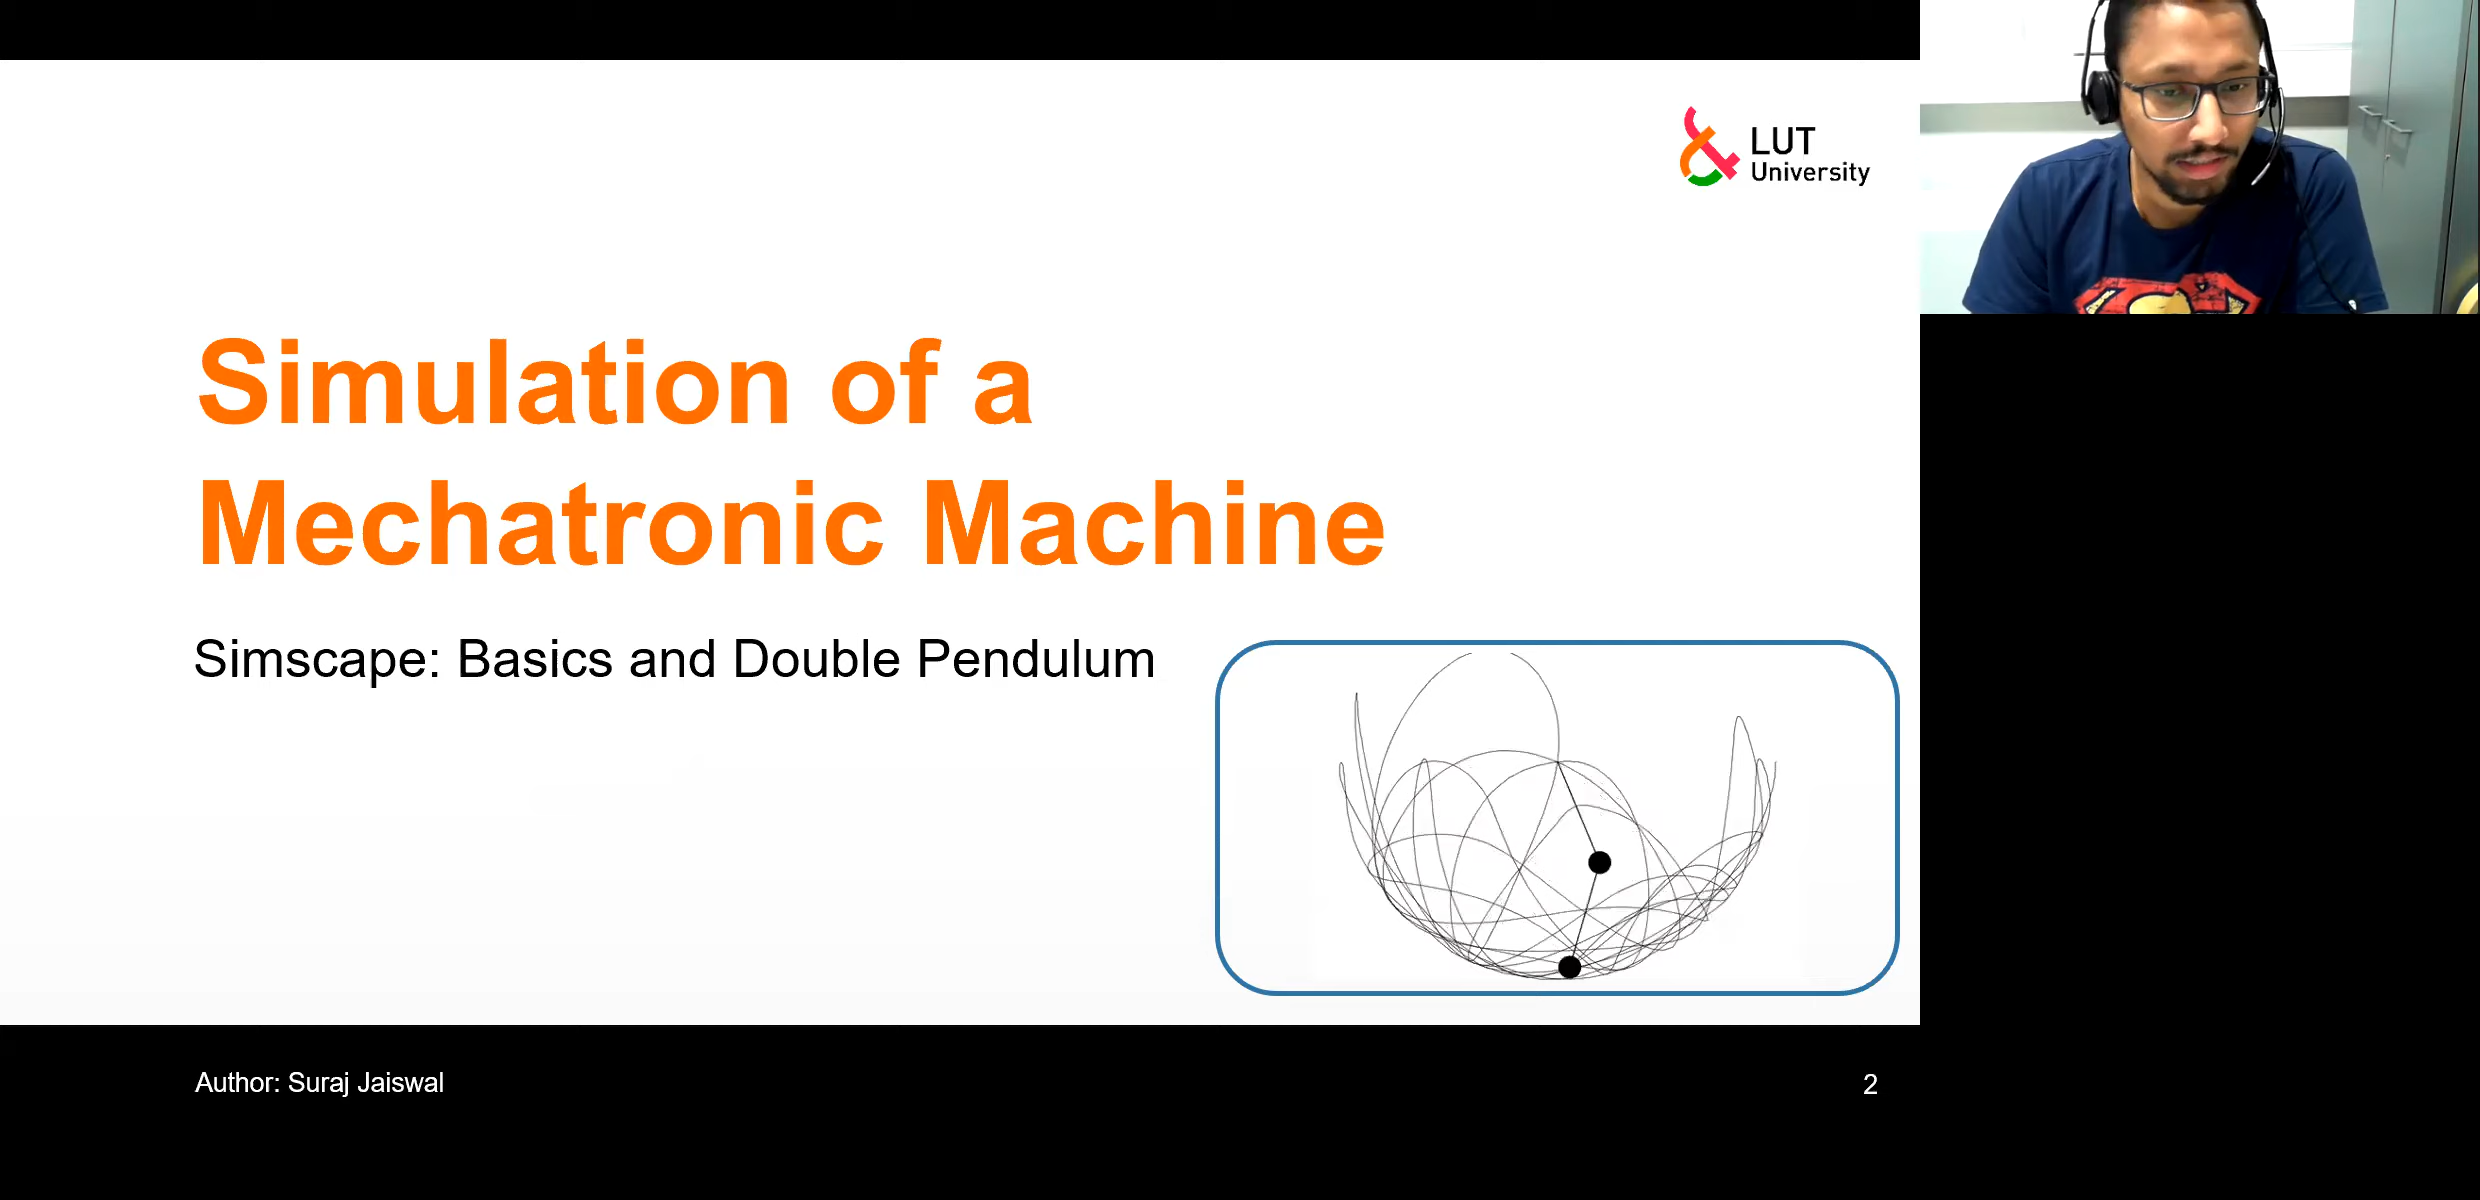 LUT
University
Simulation of a
Mechatronic Machine
Simscape: Basics and Double Pendulum
Author: Suraj Jaiswal
2